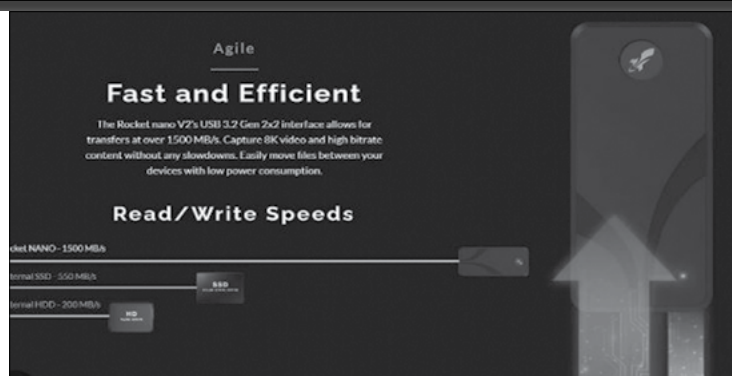 Agile
Fast and Efficient
The Rocket nano V2's USB 3.2 Gen 2x2 interface allows for
transfers at over 1500 MB/s. Capture 8K video and high bitrate
content without any slowdowns. Easily move files between your
devices with low power consumption.
Read/Write Speeds
cket NANO - 1500 MB/s
ternal SSD - 550 MB/s
SSD
ternal HDD - 200 MB/s
HD